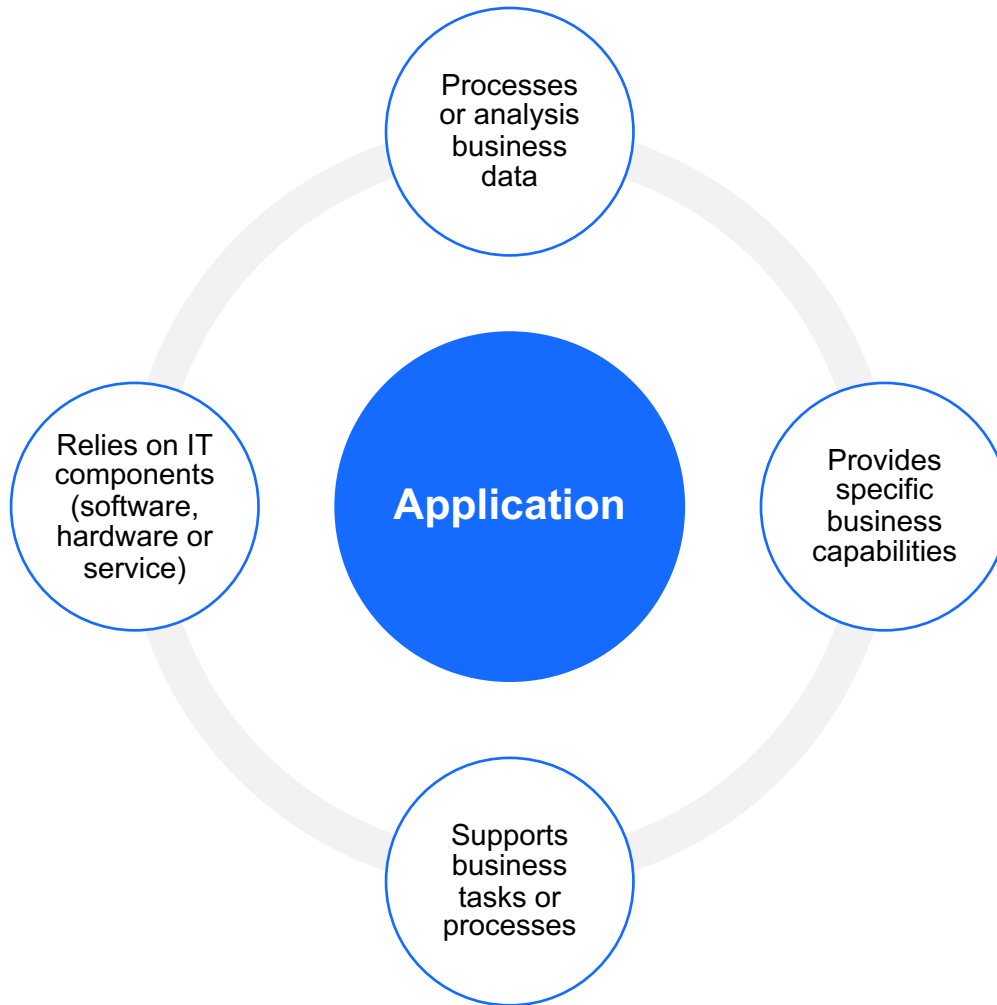 Processes
or analysis
business
data
Relies on IT
components
(software,
hardware or
service)
Application
Provides
specific
business
capabilities
Supports
business
tasks or
processes